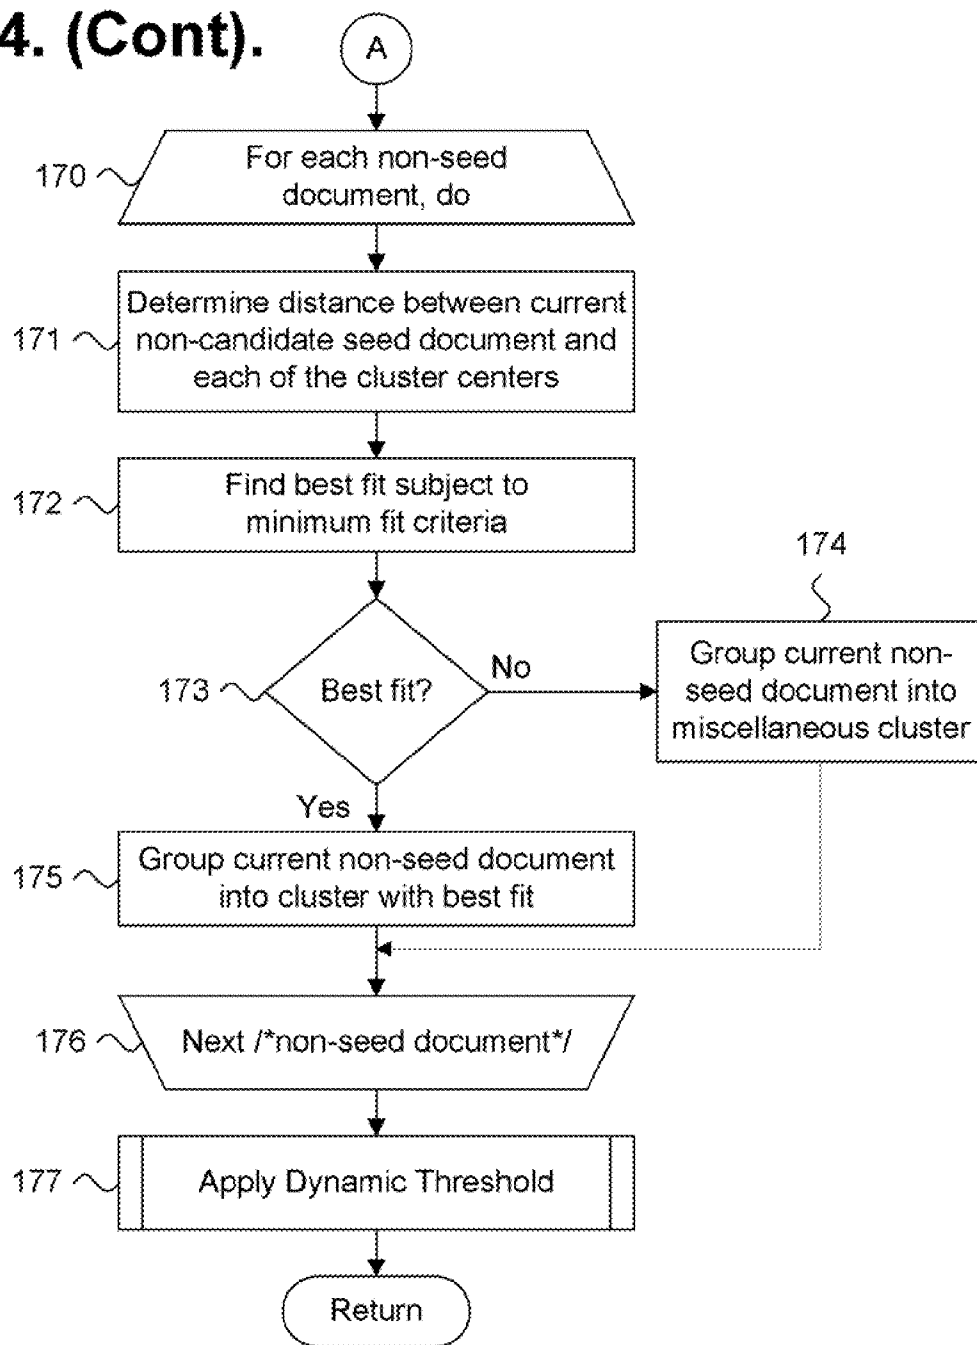 4. (Cont).
A
170
For each non-seed
document, do
171
Determine distance between current
non-candidate seed document and
each of the cluster centers
172
Find best fit subject to
minimum fit criteria
173
Best fit?
No
174
Group current non-
seed document into
miscellaneous cluster
Yes
175
Group current non-seed document
into cluster with best fit
176
Next /*non-seed document*/
177
Apply Dynamic Threshold
Return